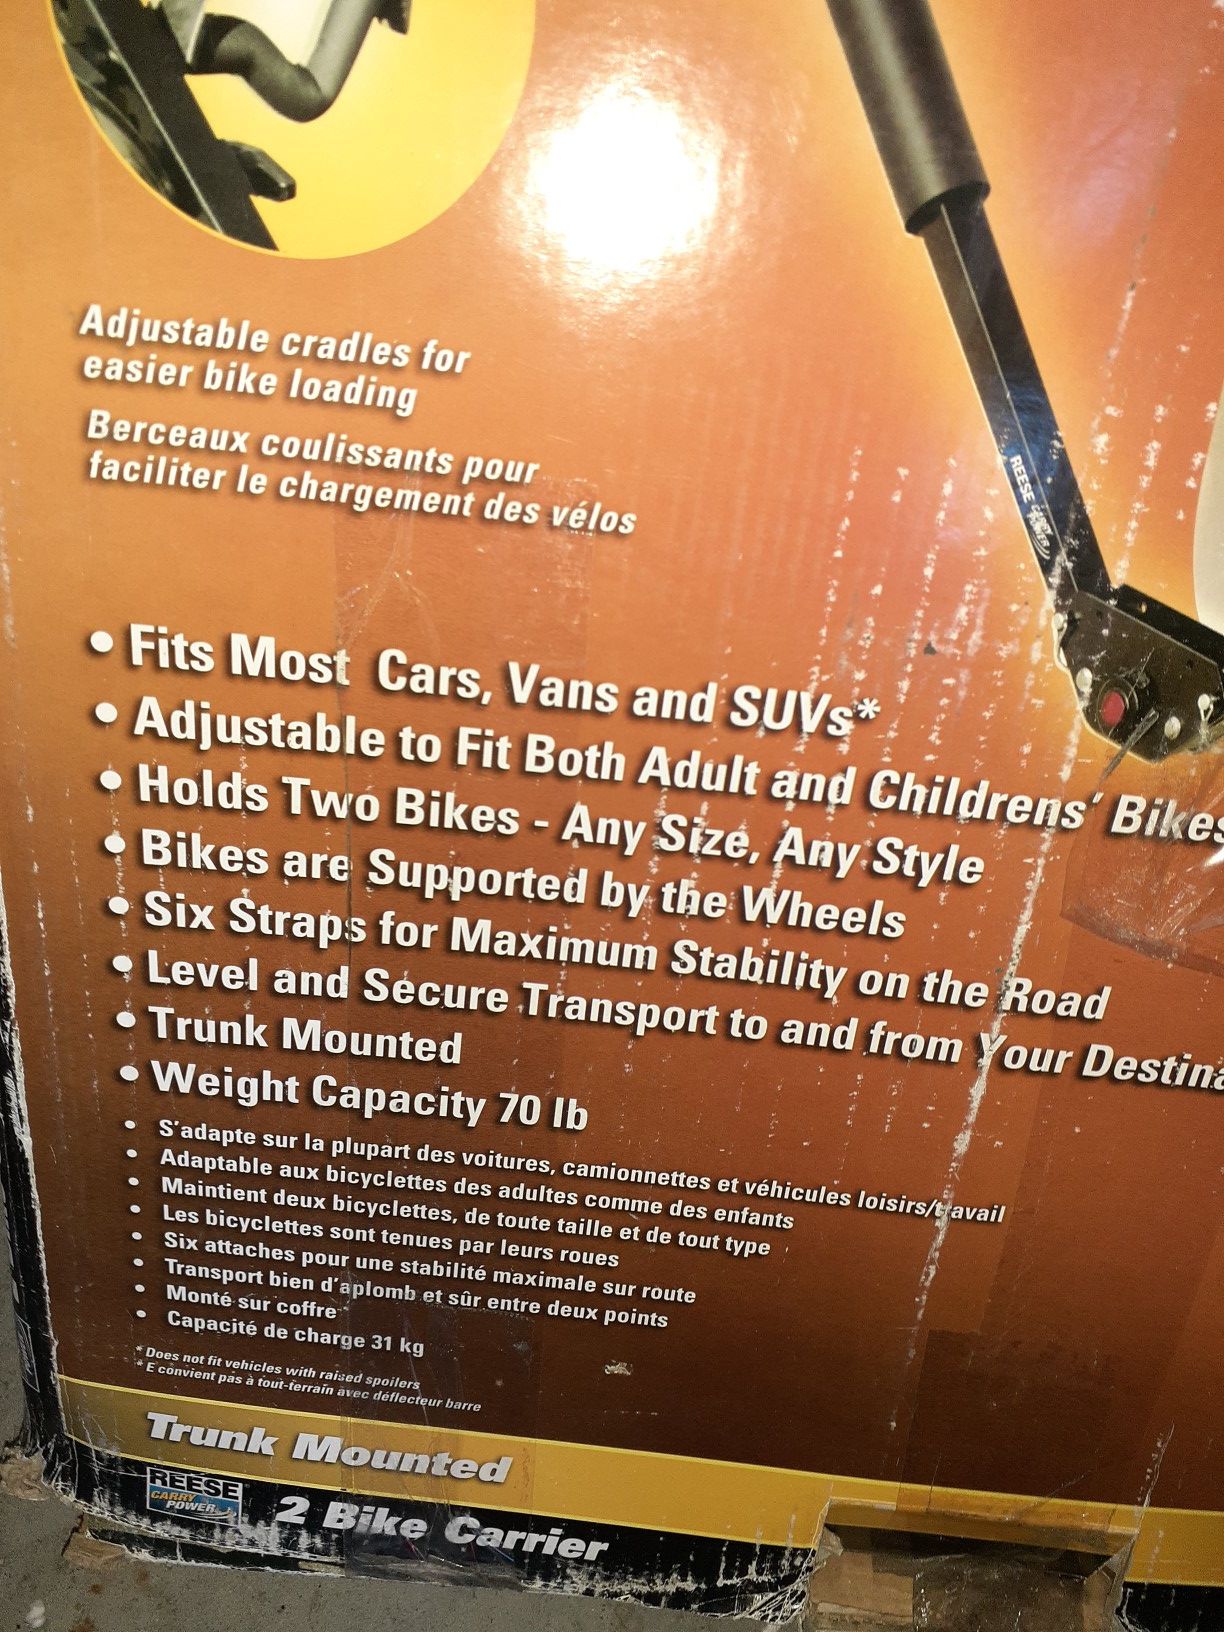 Adjustable cradles for
easier bike loading
Berceaux coulissants pour
faciliter le chargement des vélos
REESE
CARRY
POWER
• Fits Most Cars, Vans and SUVs*
• Adjustable to Fit Both Adult and Childrens' Bikes
• Holds Two Bikes - Any Size, Any Style
• Bikes are Supported by the Wheels
• Six Straps for Maximum Stability on the Road
• Level and Secure Transport to and from Your Destina
• Trunk Mounted
• Weight Capacity 70 lb
• S'adapte sur la plupart des voitures, camionnettes et véhicules loisirs/travail
• Adaptable aux bicyclettes des adultes comme des enfants
• Maintient deux bicyclettes, de toute taille et de tout type
• Les bicyclettes sont tenues par leurs roues
• Six attaches pour une stabilité maximale sur route
• Transport bien d'aplomb et sûr entre deux points
• Monté sur coffre
• Capacité de charge 31 kg
* Does not fit vehicles with raised spoilers
* E convient pas à tout-terrain avec déflecteur barre
Trunk Mounted
REESE
CARRY
POWER
2 Bike Carrier